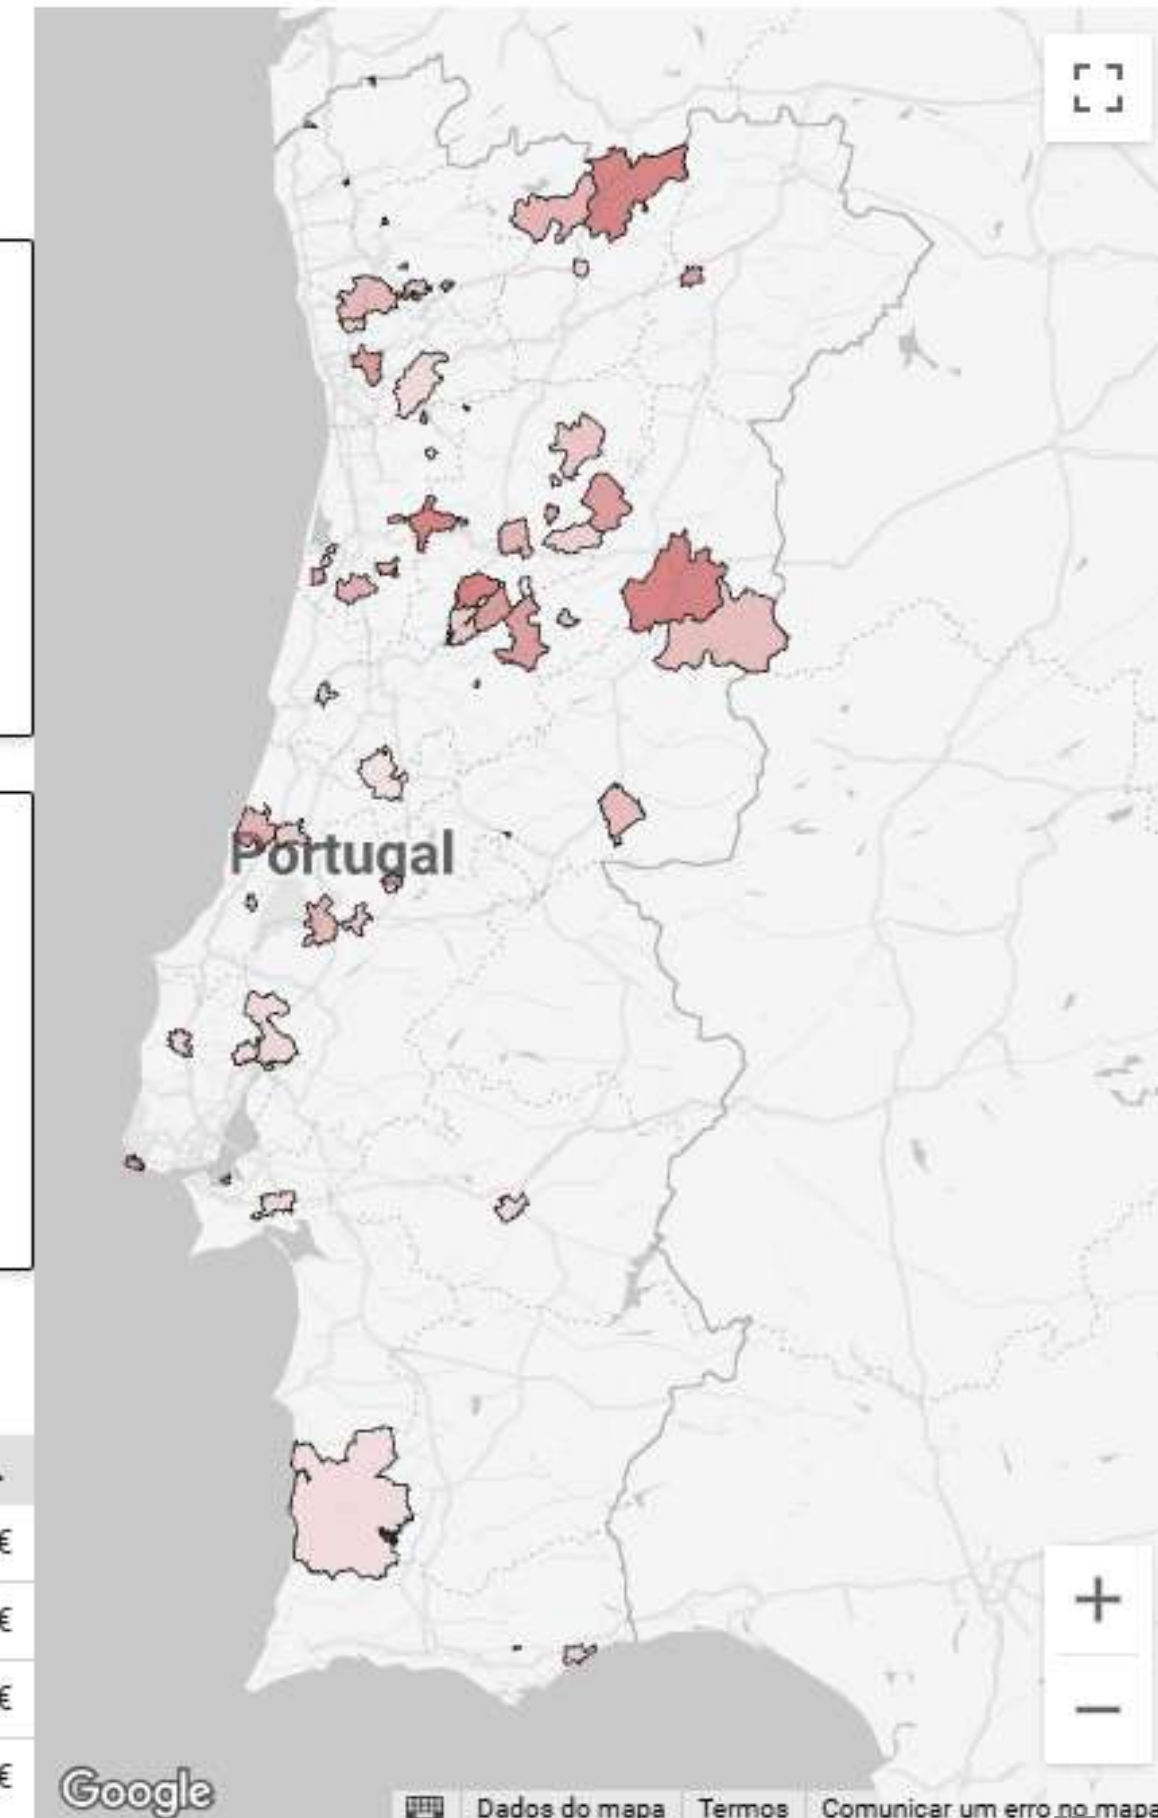 Portugal
€
€
€
€
Google
Dados do mapa
Termos
Comunicar um erro no mapa